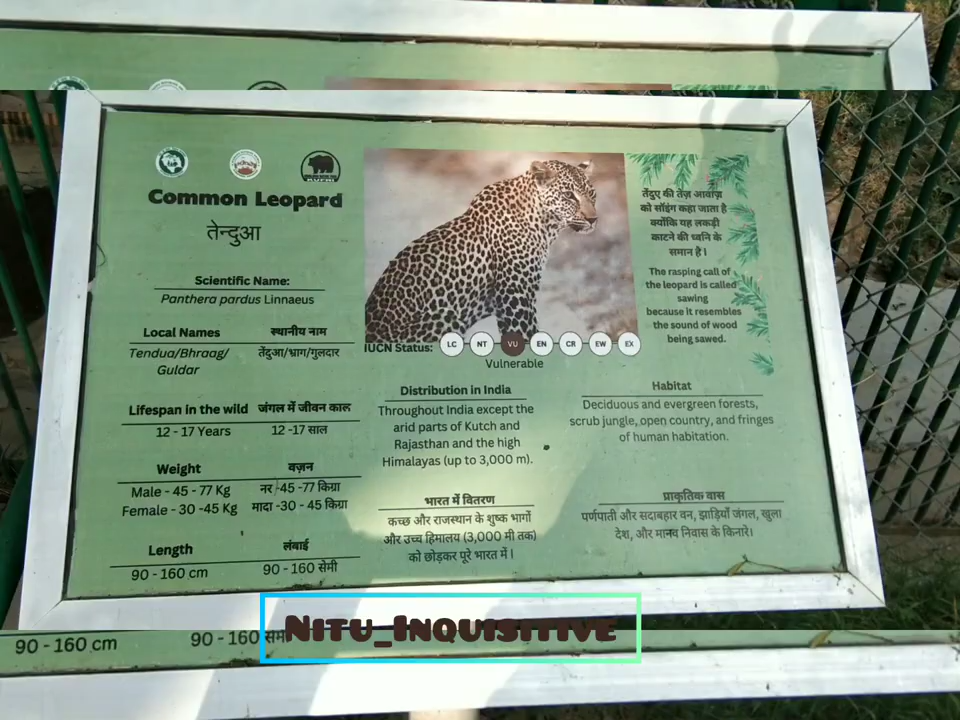 KUFRI
Common Leopard
तेन्दुआ
Scientific Name:
Panthera pardus Linnaeus
Local Names स्थानीय नाम
Tendua/Bhraag/ तेंदुआ/भ्राग/गुलदार
Guldar
Lifespan in the wild जंगल में जीवन काल
12 - 17 Years 12 -17 साल
Weight वज़न
Male - 45 - 77 Kg नर -45 -77 किग्रा
Female - 30 -45 Kg मादा -30 - 45 किग्रा
Length लंबाई
90 - 160 cm 90 - 160 सेमी
तेंदुए की तेज़ आवाज़
को सॉइंग कहा जाता है
क्योंकि यह लकड़ी
काटने की ध्वनि के
समान है।
The rasping call of
the leopard is called
sawing
because it resembles
the sound of wood
being sawed.
IUCN Status: LC NT VU EN CR EW EX
Vulnerable
Distribution in India
Throughout India except the
arid parts of Kutch and
Rajasthan and the high
Himalayas (up to 3,000 m).
भारत में वितरण
कच्छ और राजस्थान के शुष्क भागों
और उच्च हिमालय (3,000 मी तक)
को छोड़कर पूरे भारत में।
Habitat
Deciduous and evergreen forests,
scrub jungle, open country, and fringes
of human habitation.
प्राकृतिक वास
पर्णपाती और सदाबहार वन, झाड़ियाँ जंगल, खुला
देश, और मानव निवास के किनारे।
Nitu_Inquisitive
90 - 160 cm 90 - 160 सेमी